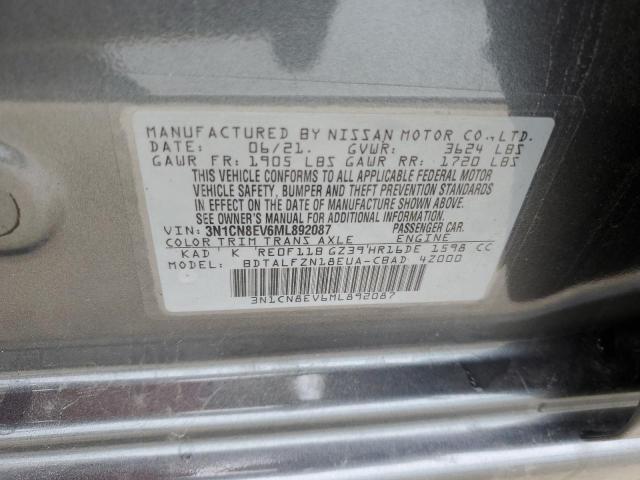 MANUFACTURED BY NISSAN MOTOR CO.,LTD.
DATE: 06/21. GVWR: 3624 LBS
GAWR FR: 1905 LBS GAWR RR: 1720 LBS
THIS VEHICLE CONFORMS TO ALL APPLICABLE FEDERAL MOTOR
VEHICLE SAFETY, BUMPER AND THEFT PREVENTION STANDARDS
IN EFFECT ON THE DATE OF MANUFACTURE SHOWN ABOVE.
SEE OWNER'S MANUAL FOR ADDITIONAL INFORMATION
VIN: 3N1CN8EV6ML892087 PASSENGER CAR.
COLOR TRIM TRANS AXLE ENGINE
KAD K RE0F11B GZ39 HR16DE 1598 CC
MODEL: BDTALFZN18EUA-CBAD 4Z000
3N1CN8EV6ML892087